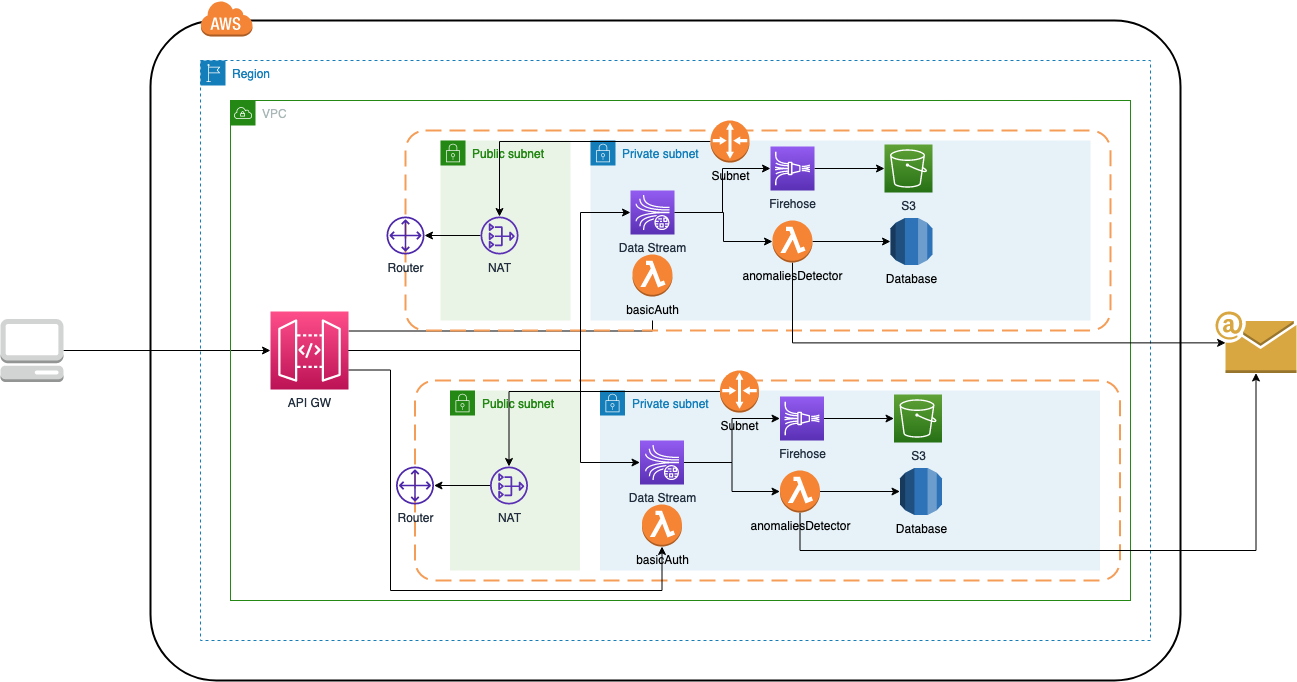 AWS
Region
VPC
Public subnet
Private subnet
Subnet
Firehose
S3
Data Stream
Router
NAT
anomaliesDetector
Database
basicAuth
</>
@
API GW
Public subnet
Private subnet
Subnet
Firehose
S3
Data Stream
Router
NAT
anomaliesDetector
Database
basicAuth